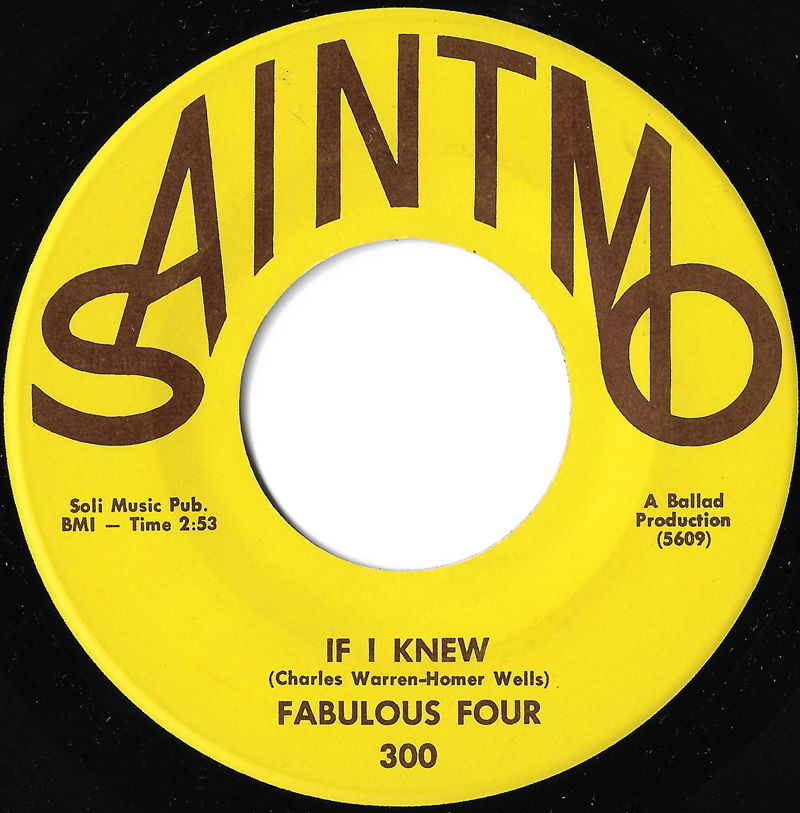 SAINTMO
Soli Music Pub.
BMI — Time 2:53
A Ballad
Production
(5609)
IF I KNEW
(Charles Warren-Homer Wells)
FABULOUS FOUR
300